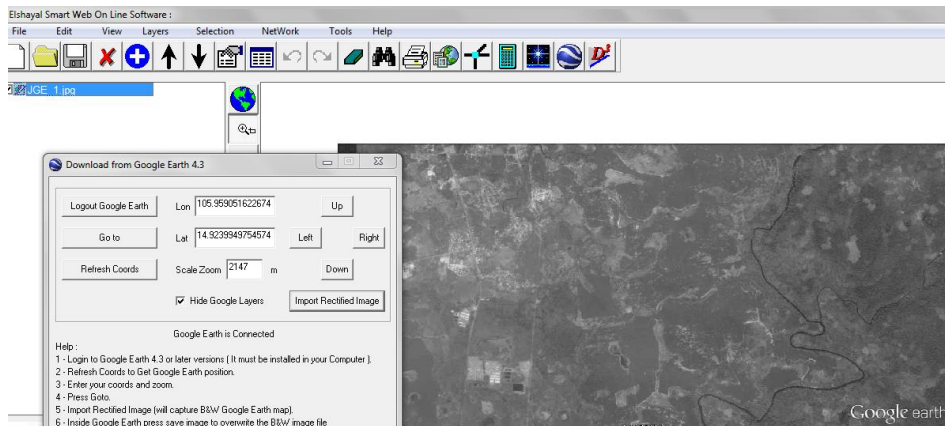 Elshayal Smart Web On Line Software :
File Edit View Layers Selection NetWork Tools Help
JGE_1.jpg
Download from Google Earth 4.3
Logout Google Earth Lon 105.959051622674 Up
Go to Lat 14.9239949754574 Left Right
Refresh Coords Scale Zoom 2147 m Down
Hide Google Layers Import Rectified Image
Google Earth is Connected
Help :
1 - Login to Google Earth 4.3 or later versions ( It must be installed in your Computer ).
2 - Refresh Coords to Get Google Earth position.
3 - Enter your coords and zoom.
4 - Press Goto.
5 - Import Rectified Image (will capture B&W Google Earth map).
6 - Inside Google Earth press save image to overwrite the B&W image file
Google earth